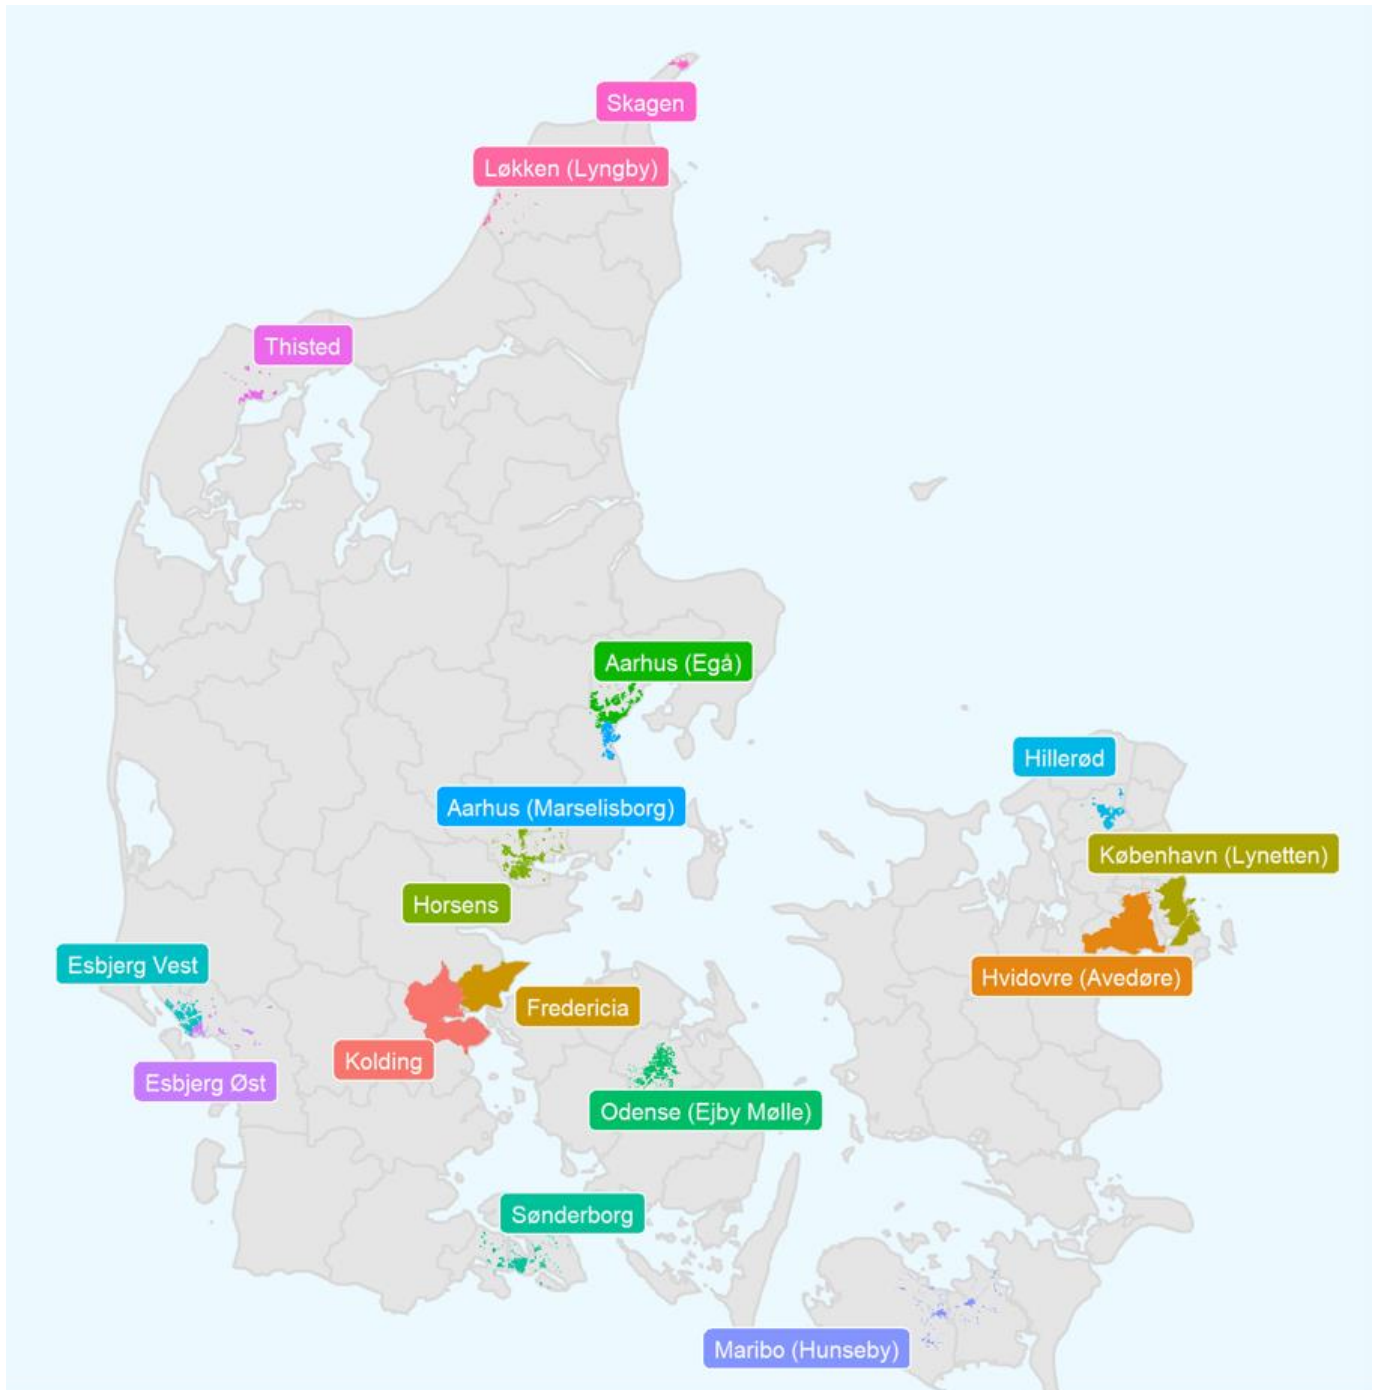 Skagen
Løkken (Lyngby)
Thisted
Aarhus (Egå)
Hillerød
Aarhus (Marselisborg)
København (Lynetten)
Horsens
Esbjerg Vest
Hvidovre (Avedøre)
Fredericia
Kolding
Esbjerg Øst
Odense (Ejby Mølle)
Sønderborg
Maribo (Hunseby)